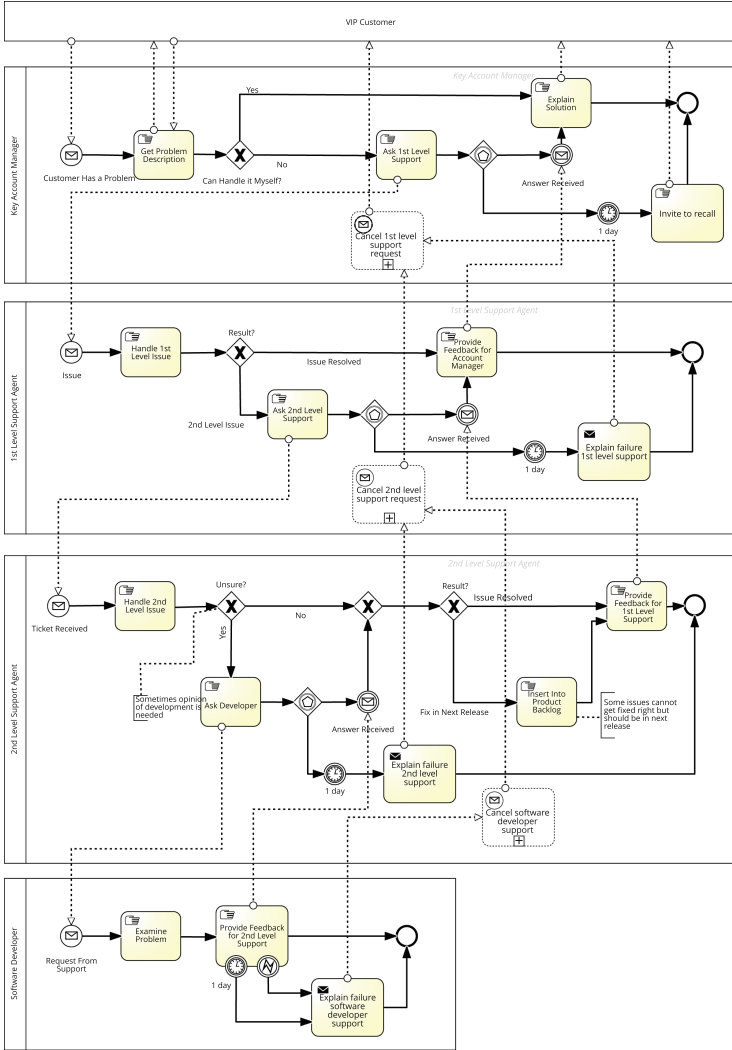 VIP Customer
Key Account Manager
Key Account Manager
Yes
Explain
Solution
Get Problem
Description
Ask 1st Level
Support
No
Customer Has a Problem
Can Handle it Myself?
Answer Received
Invite to recall
1 day
Cancel 1st level
support
request
1st Level Support Agent
1st Level Support Agent
Result?
Provide
Feedback for
Account
Manager
Handle 1st
Level Issue
Issue Resolved
Issue
Ask 2nd Level
Support
2nd Level Issue
Answer Received
Explain failure
1st level support
1 day
Cancel 2nd level
support request
2nd Level Support Agent
2nd Level Support Agent
Unsure?
Result?
Handle 2nd
Level Issue
Issue Resolved
Provide
Feedback for
1st Level
Support
No
Ticket Received
Yes
Sometimes opinion
of development is
needed
Ask Developer
Insert Into
Product
Backlog
Some issues cannot
get fixed right but
should be in next
release
Fix in Next Release
Answer Received
Explain failure
2nd level
support
1 day
Cancel software
developer
support
Software Developer
Examine
Problem
Provide Feedback
for 2nd Level
Support
Request From
Support
1 day
Explain failure
software
developer
support